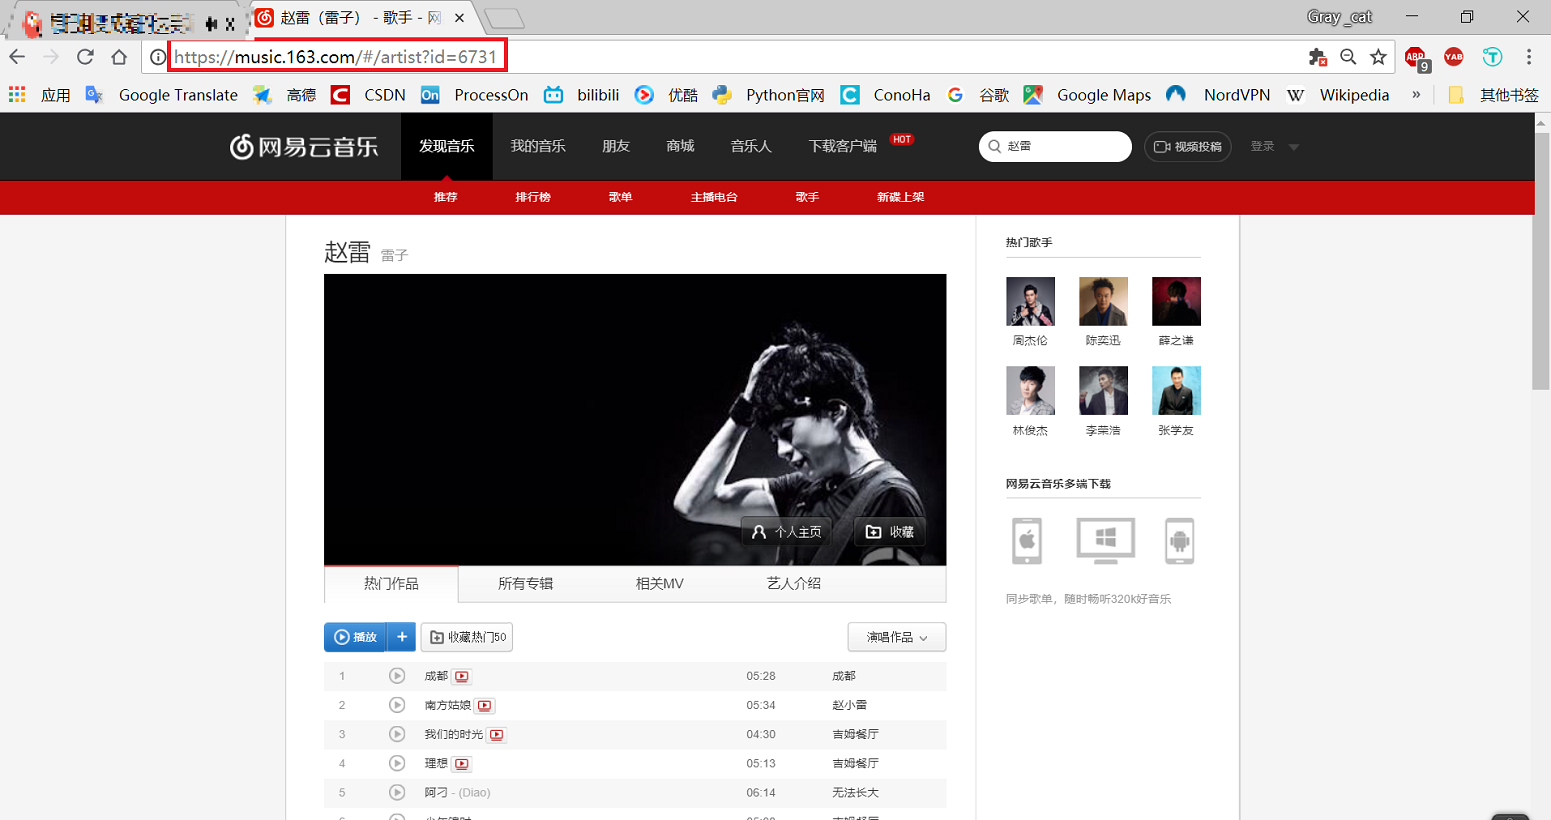 赵雷（雷子） - 歌手 - 网
Gray _cat
https://music.163.com/#/artist?id=6731
ABP
9
YAB
应用 Google Translate 高德 CSDN On ProcessOn bilibili 优酷 Python官网 ConoHa 谷歌 Google Maps NordVPN W Wikipedia » 其他书签
网易云音乐 发现音乐 我的音乐 朋友 商城 音乐人 下载客户端 HOT 赵雷 视频投稿 登录
推荐 排行榜 歌单 主播电台 歌手 新碟上架
赵雷 雷子
个人主页 收藏
热门作品 所有专辑 相关MV 艺人介绍
播放 + 收藏热门50 演唱作品
1 成都 05:28 成都
2 南方姑娘 05:34 赵小雷
3 我们的时光 04:30 吉姆餐厅
4 理想 05:13 吉姆餐厅
5 阿刁 - (Diao) 06:14 无法长大
热门歌手
周杰伦 陈奕迅 薛之谦
林俊杰 李荣浩 张学友
网易云音乐多端下载
同步歌单，随时畅听320k好音乐